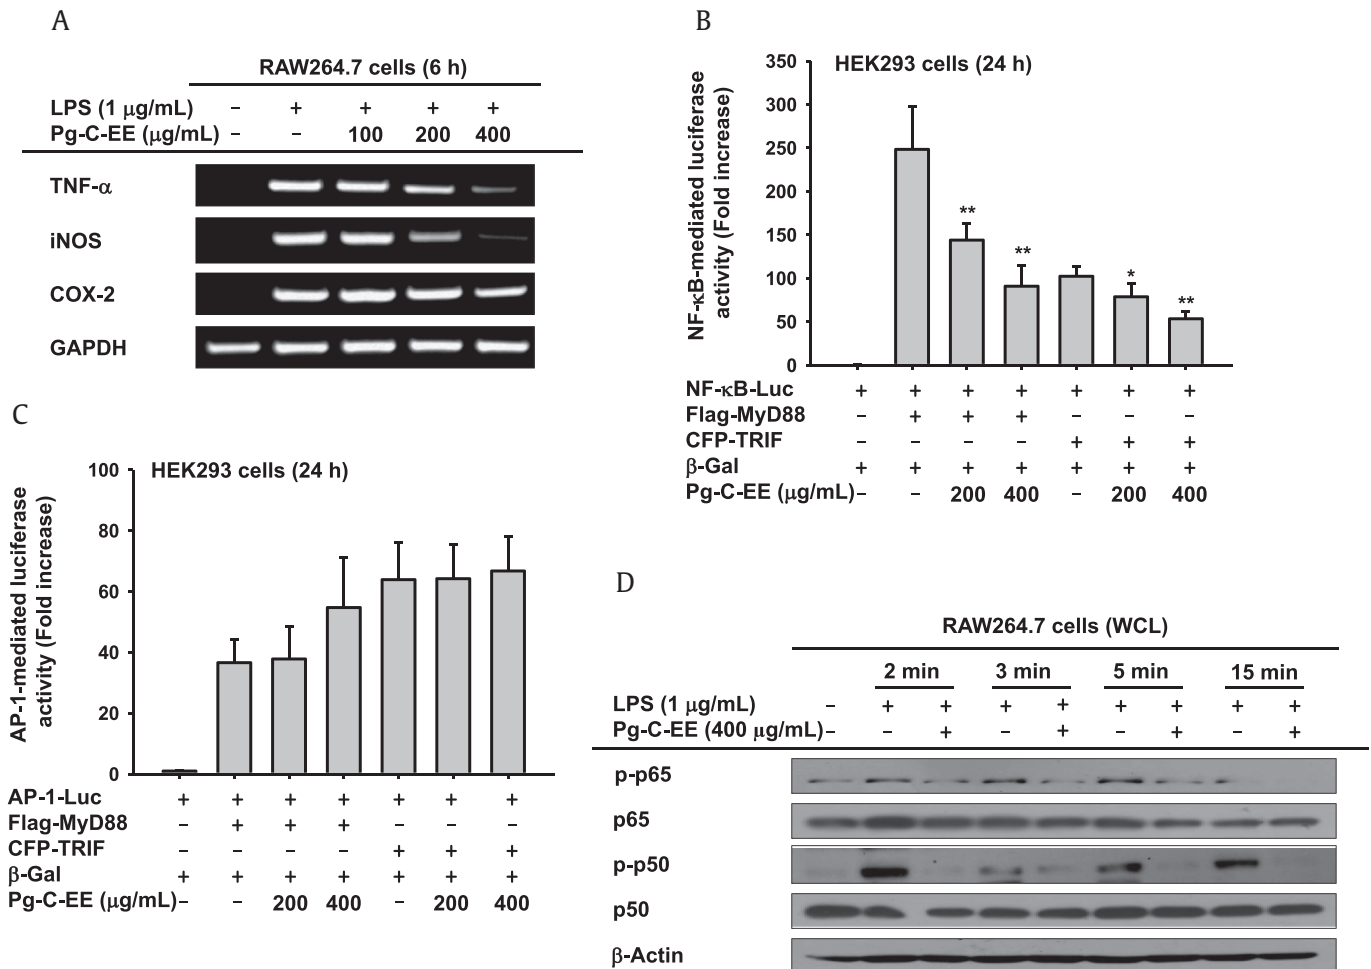 A
RAW264.7 cells (6 h)
LPS (1 μg/mL) – + + + +
Pg-C-EE (μg/mL) – – 100 200 400
TNF-α
iNOS
COX-2
GAPDH
B
HEK293 cells (24 h)
NF-κB-mediated luciferase
activity (Fold increase)
350
300
250
200
150
100
50
0
** ** * **
NF-κB-Luc + + + + + + +
Flag-MyD88 – + + + – – –
CFP-TRIF – – – – + + +
β-Gal + + + + + + +
Pg-C-EE (μg/mL) – – 200 400 – 200 400
C
HEK293 cells (24 h)
AP-1-mediated luciferase
activity (Fold increase)
100
80
60
40
20
0
AP-1-Luc + + + + + + +
Flag-MyD88 – + + + – – –
CFP-TRIF – – – – + + +
β-Gal + + + + + + +
Pg-C-EE (μg/mL) – – 200 400 – 200 400
D
RAW264.7 cells (WCL)
2 min 3 min 5 min 15 min
LPS (1 μg/mL) – + + + + + + + +
Pg-C-EE (400 μg/mL) – – + – + – + – +
p-p65
p65
p-p50
p50
β-Actin